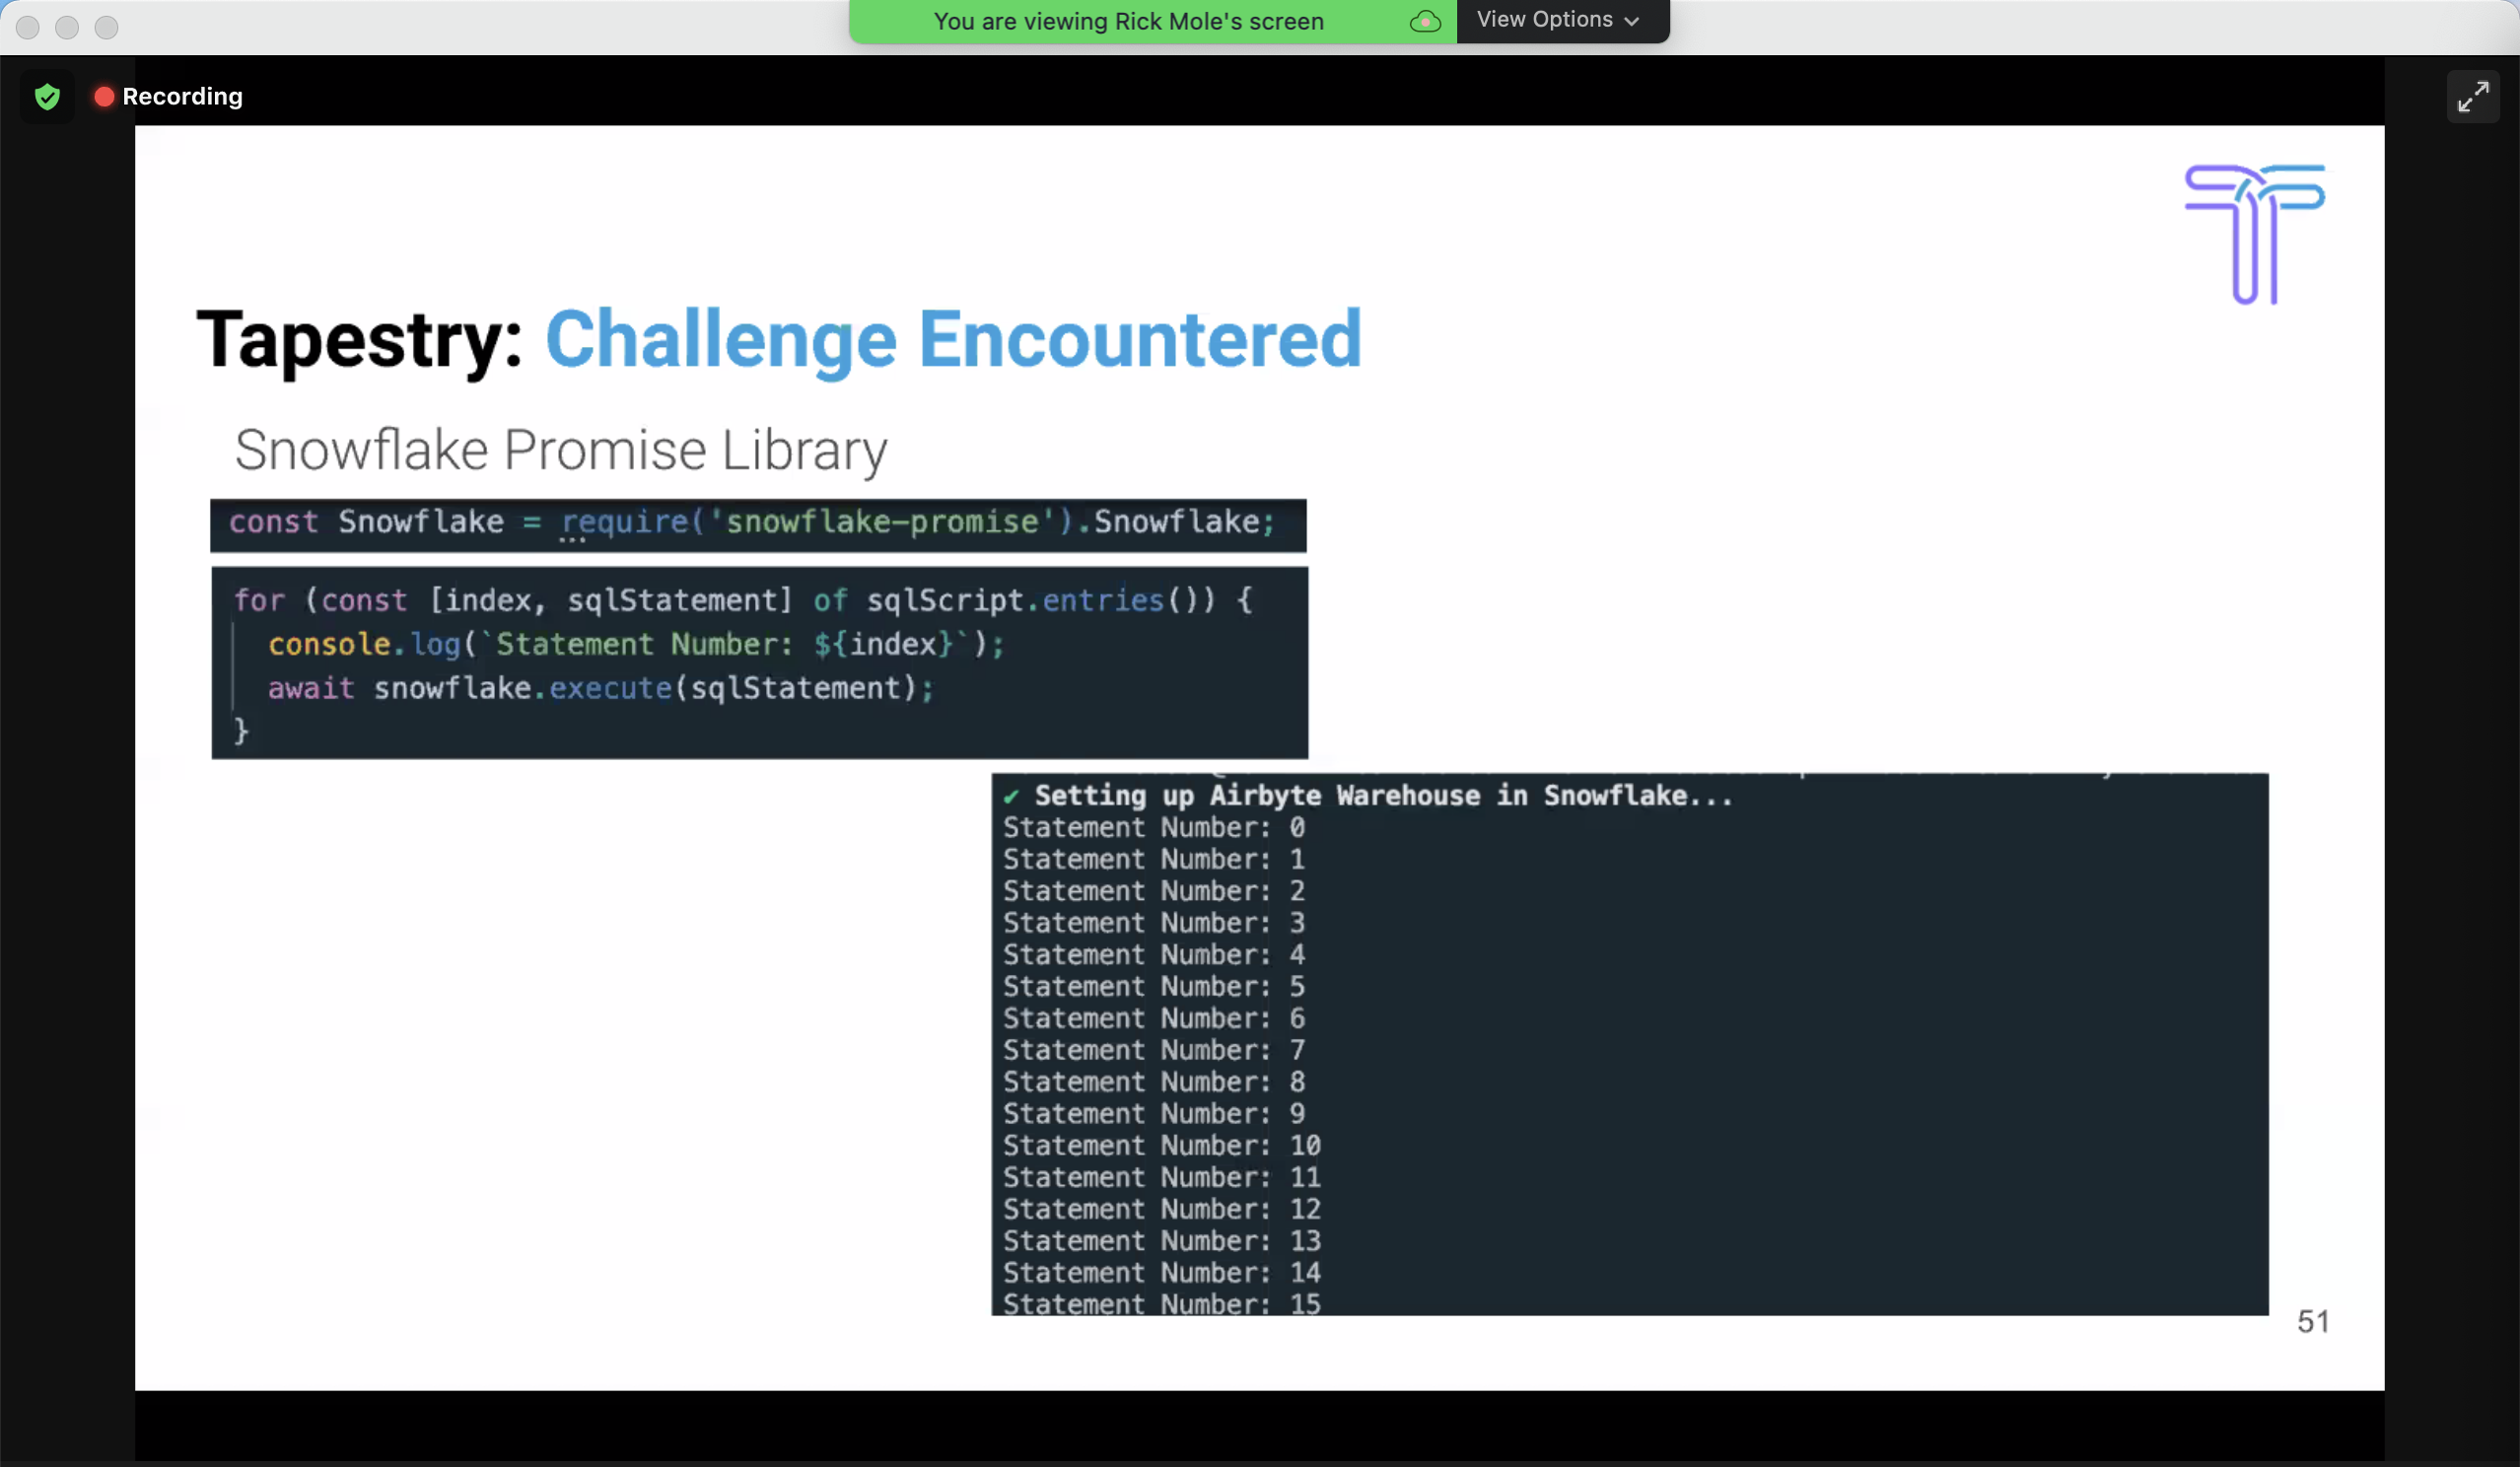 You are viewing Rick Mole's screen
View Options
Recording
Tapestry: Challenge Encountered
Snowflake Promise Library
const Snowflake = require('snowflake-promise').Snowflake;
for (const [index, sqlStatement] of sqlScript.entries()) {
console.log(`Statement Number: ${index}`);
await snowflake.execute(sqlStatement);
}
✔ Setting up Airbyte Warehouse in Snowflake...
Statement Number: 0
Statement Number: 1
Statement Number: 2
Statement Number: 3
Statement Number: 4
Statement Number: 5
Statement Number: 6
Statement Number: 7
Statement Number: 8
Statement Number: 9
Statement Number: 10
Statement Number: 11
Statement Number: 12
Statement Number: 13
Statement Number: 14
Statement Number: 15
51